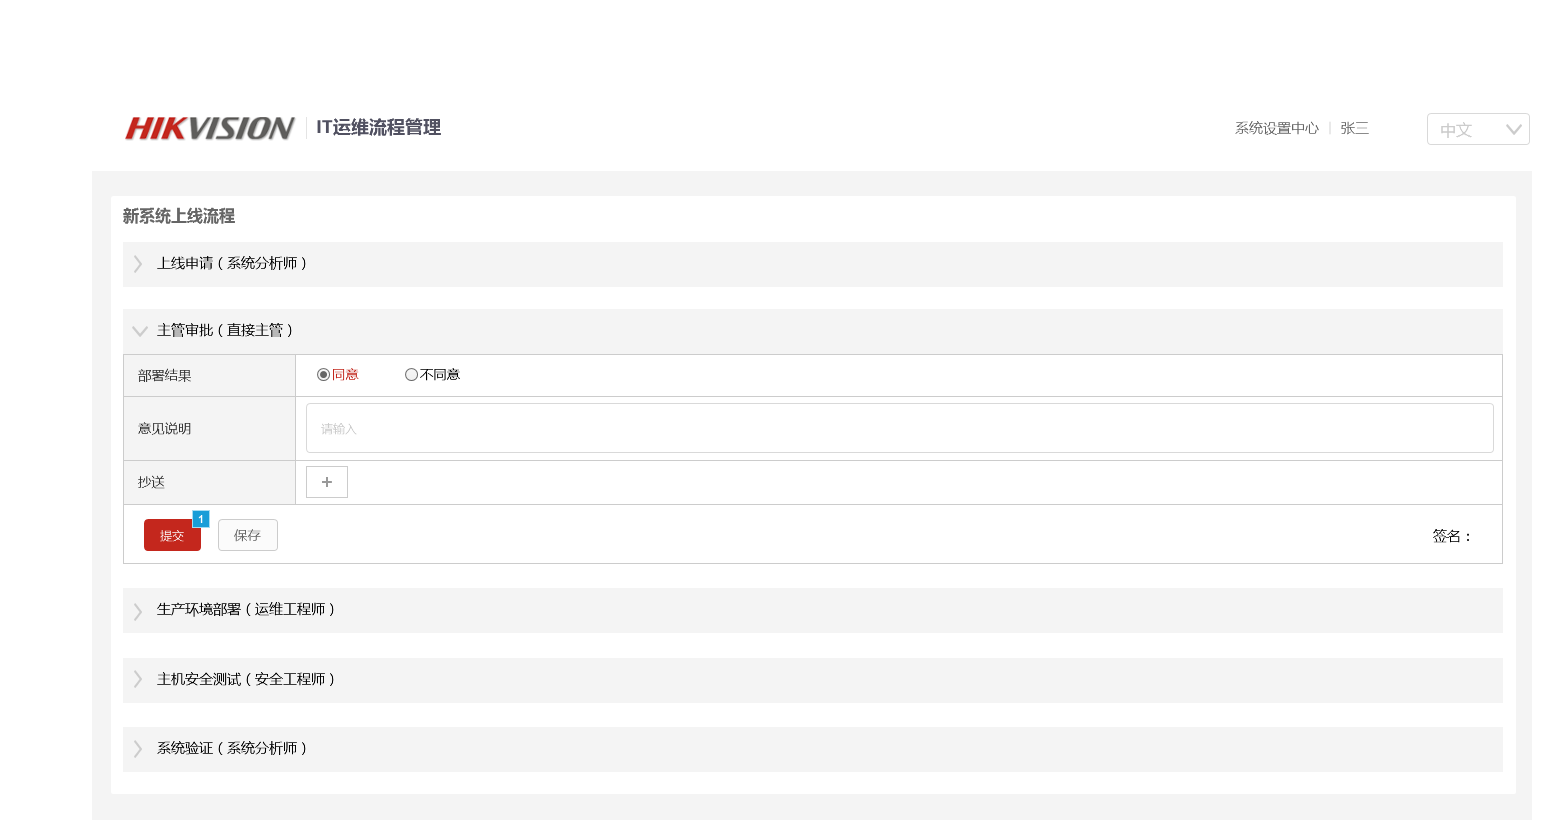 HIKVISION IT运维流程管理 系统设置中心 张三 中文
新系统上线流程
上线申请 ( 系统分析师 )
主管审批 ( 直接主管 )
部署结果 同意 不同意
意见说明 请输入
抄送 +
提交 1 保存 签名：
生产环境部署 ( 运维工程师 )
主机安全测试 ( 安全工程师 )
系统验证 ( 系统分析师 )